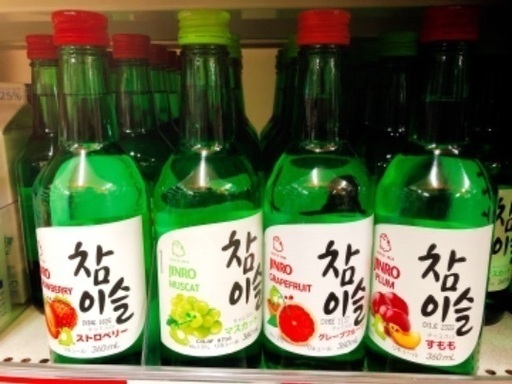 참
이슬
JINRO
STRAWBERRY
ストロベリー
360mL
참
이슬
JINRO
MUSCAT
マスカット
360mL
참
이슬
JINRO
GRAPEFRUIT
グレープフルーツ
360mL
참
이슬
JINRO
PLUM
すもも
360mL
25%